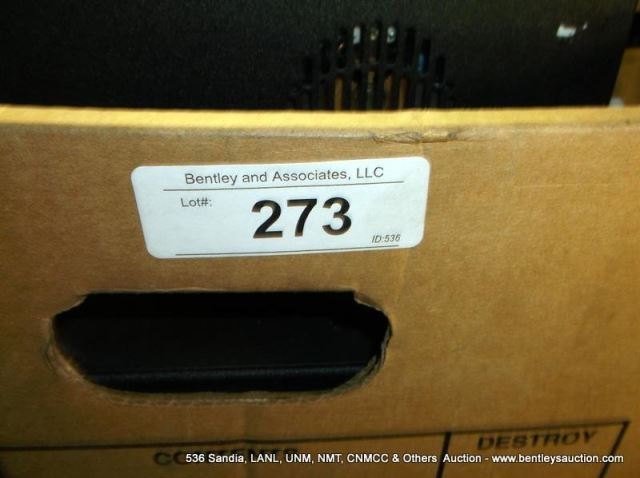 Bentley and Associates, LLC
Lot#:
273
ID:536
DESTROY
CONTENTS
536 Sandia, LANL, UNM, NMT, CNMCC & Others Auction - www.bentleysauction.com